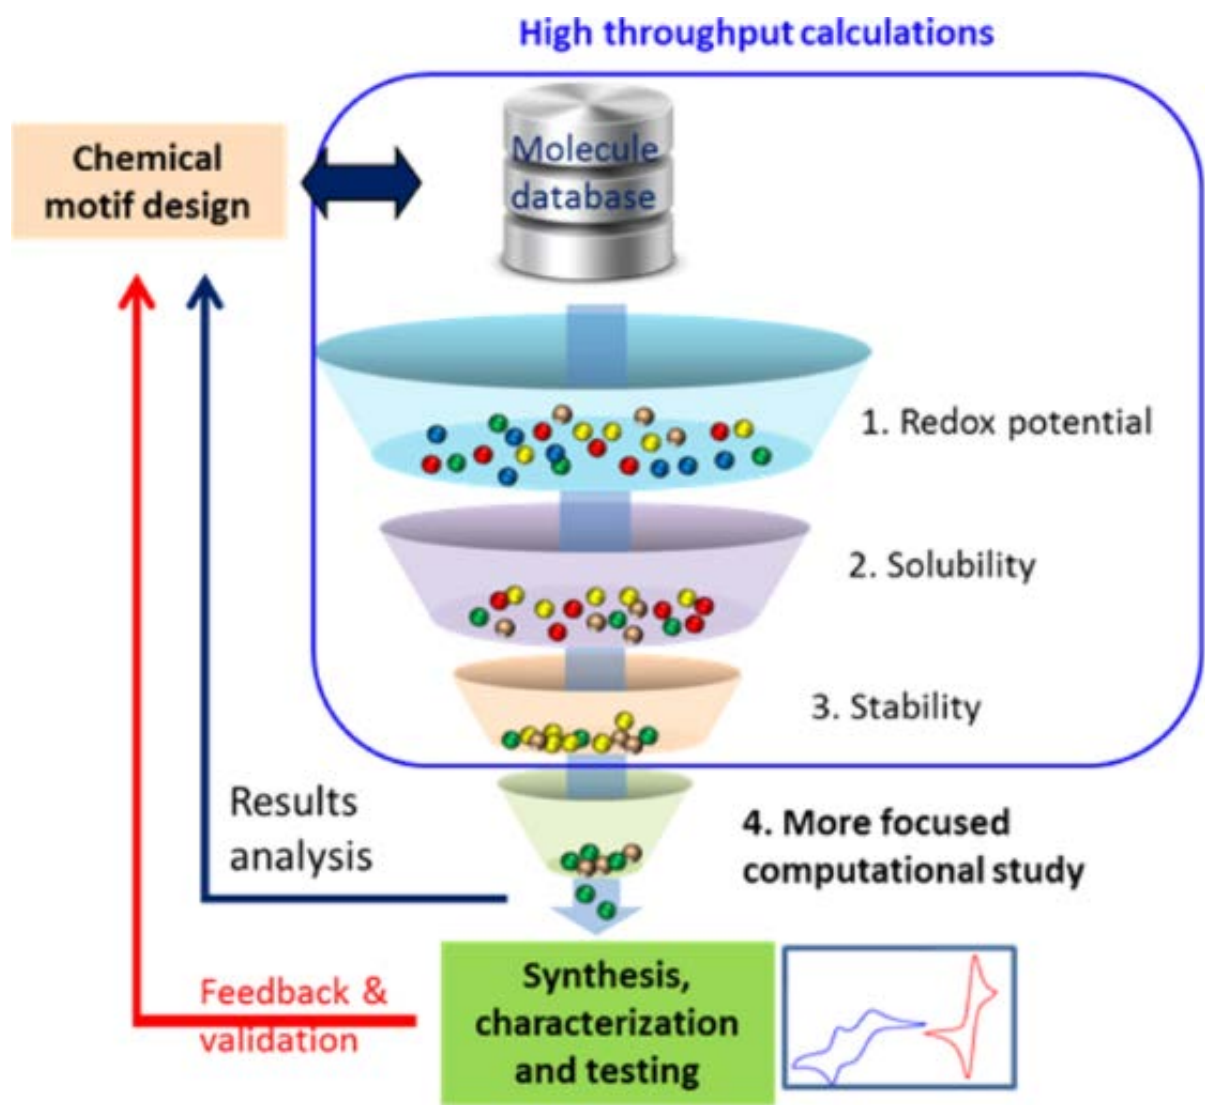 High throughput calculations
Chemical
motif design
Molecule
database
1. Redox potential
2. Solubility
3. Stability
Results
analysis
4. More focused
computational study
Feedback &
validation
Synthesis,
characterization
and testing